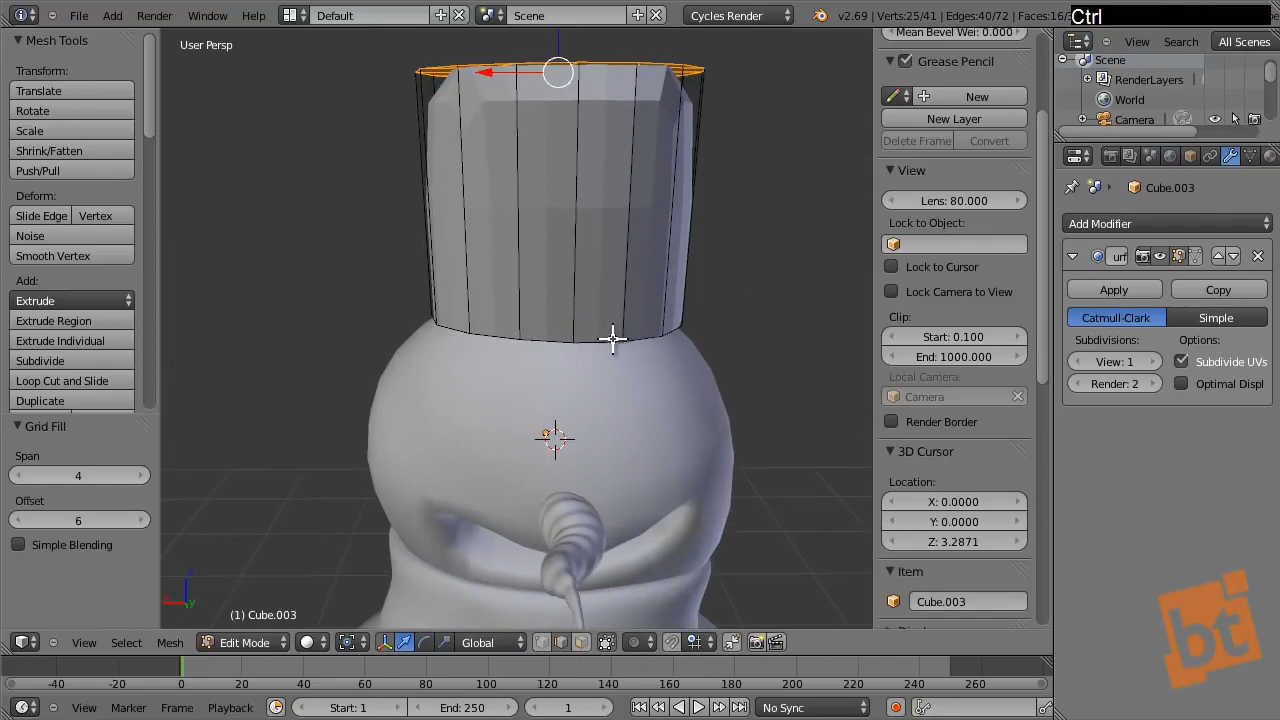 File Add Render Window Help Default Scene Cycles Render v2.69 | Verts:25/41 | Edges:40/72 | Faces:16/
Ctrl
Mesh Tools
Transform:
Translate
Rotate
Scale
Shrink/Fatten
Push/Pull
Deform:
Slide Edge Vertex
Noise
Smooth Vertex
Add:
Extrude
Extrude Region
Extrude Individual
Subdivide
Loop Cut and Slide
Duplicate
Grid Fill
Span
4
Offset
6
Simple Blending
User Persp
(1) Cube.003
z
x
y
Mean Bevel Wei: 0.000
Grease Pencil
New
New Layer
Delete Frame Convert
View
Lens: 80.000
Lock to Object:
Lock to Cursor
Lock Camera to View
Clip:
Start: 0.100
End: 1000.000
Local Camera:
Camera
Render Border
3D Cursor
Location:
X: 0.0000
Y: 0.0000
Z: 3.2871
Item
Cube.003
View Search All Scenes
Scene
RenderLayers
World
Camera
Cube.003
Add Modifier
urf
Apply Copy
Catmull-Clark Simple
Subdivisions: Options:
View: 1 Subdivide UVs
Render: 2 Optimal Displ
View Select Mesh Edit Mode Global
-40 -20 0 20 40 60 80 100 120 140 160 180 200 220 240 260 280
View Marker Frame Playback Start: 1 End: 250 1 No Sync
bt